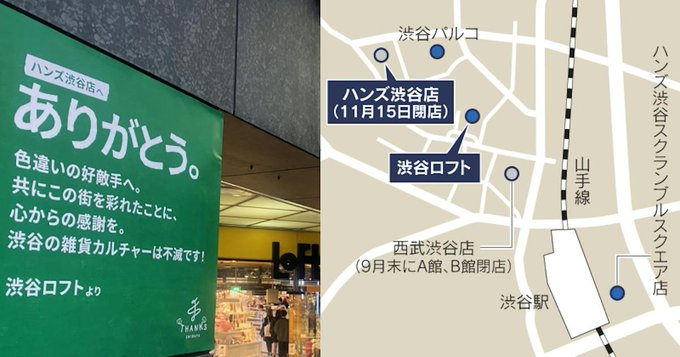 ハンズ渋谷店へ
ありがとう。
色違いの好敵手へ。
共にこの街を彩れたことに、
心からの感謝を。
渋谷の雑貨カルチャーは不滅です!
渋谷ロフトより
THANKS
渋谷パルコ
ハンズ渋谷店
(11月15日閉店)
渋谷ロフト
西武渋谷店
(9月末にA館、B館閉店)
山手線
渋谷駅
ハンズ渋谷スクランブルスクエア店